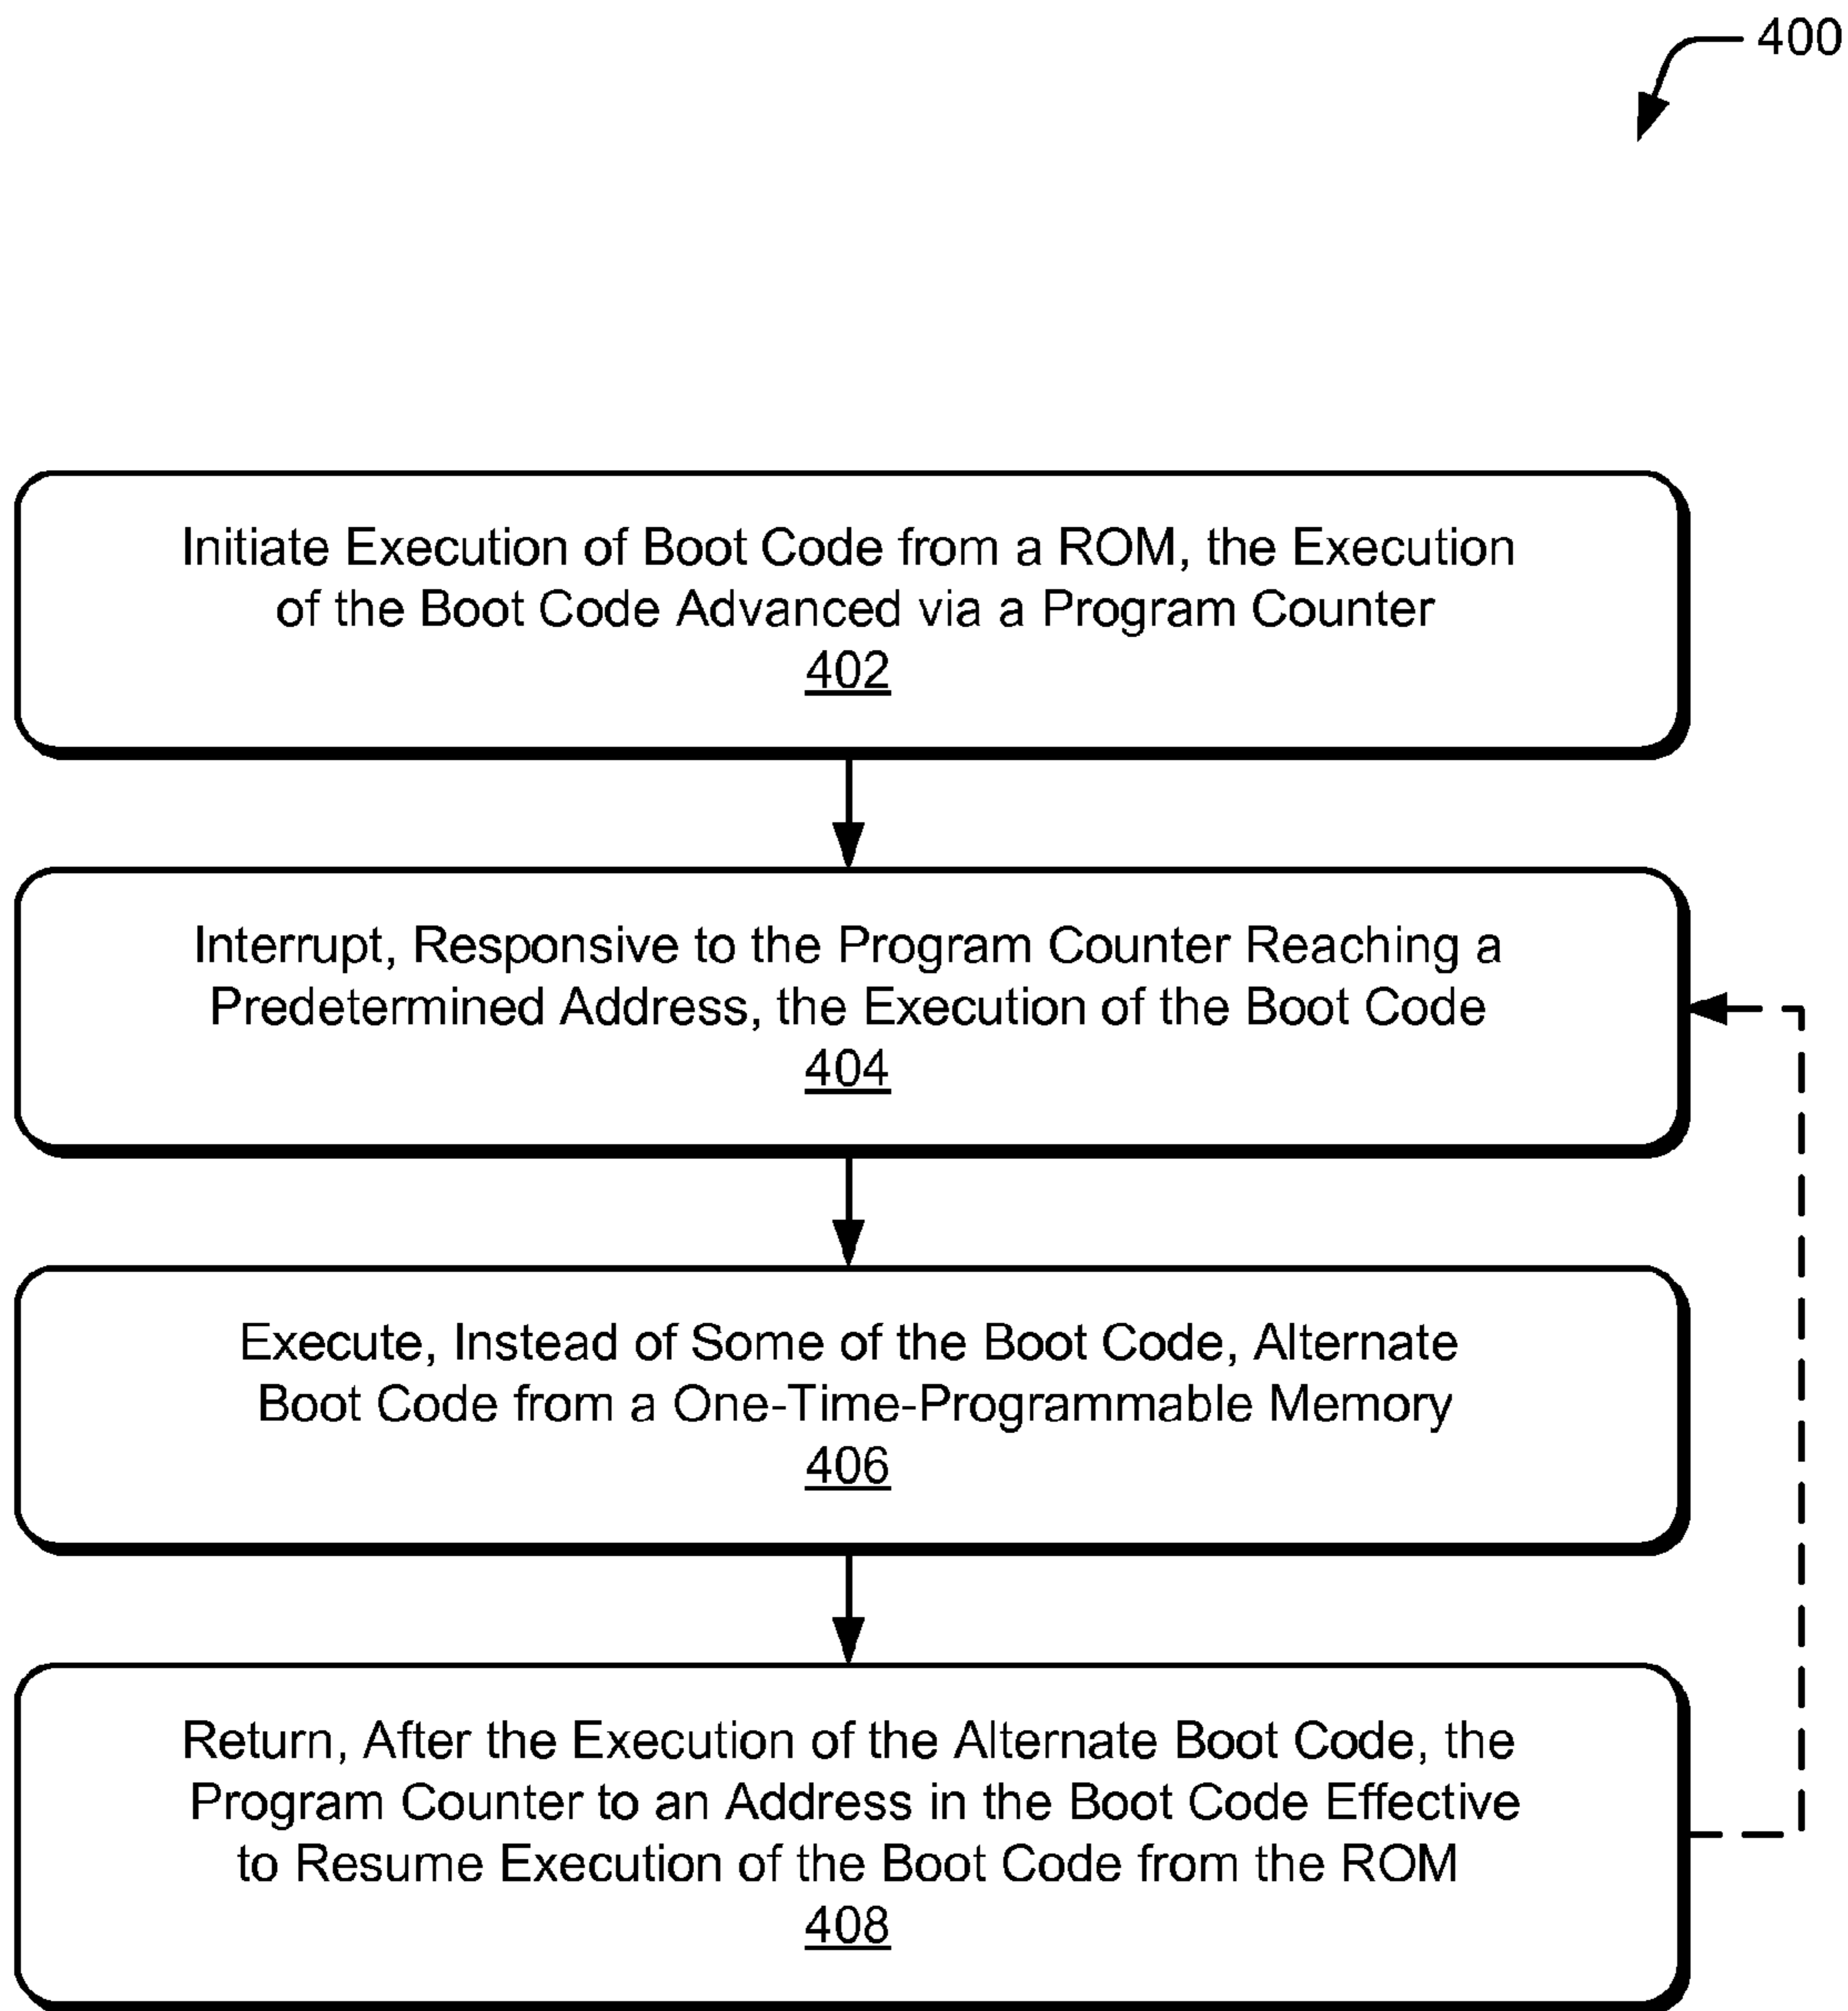 400
Initiate Execution of Boot Code from a ROM, the Execution
of the Boot Code Advanced via a Program Counter
402
Interrupt, Responsive to the Program Counter Reaching a
Predetermined Address, the Execution of the Boot Code
404
Execute, Instead of Some of the Boot Code, Alternate
Boot Code from a One-Time-Programmable Memory
406
Return, After the Execution of the Alternate Boot Code, the
Program Counter to an Address in the Boot Code Effective
to Resume Execution of the Boot Code from the ROM
408